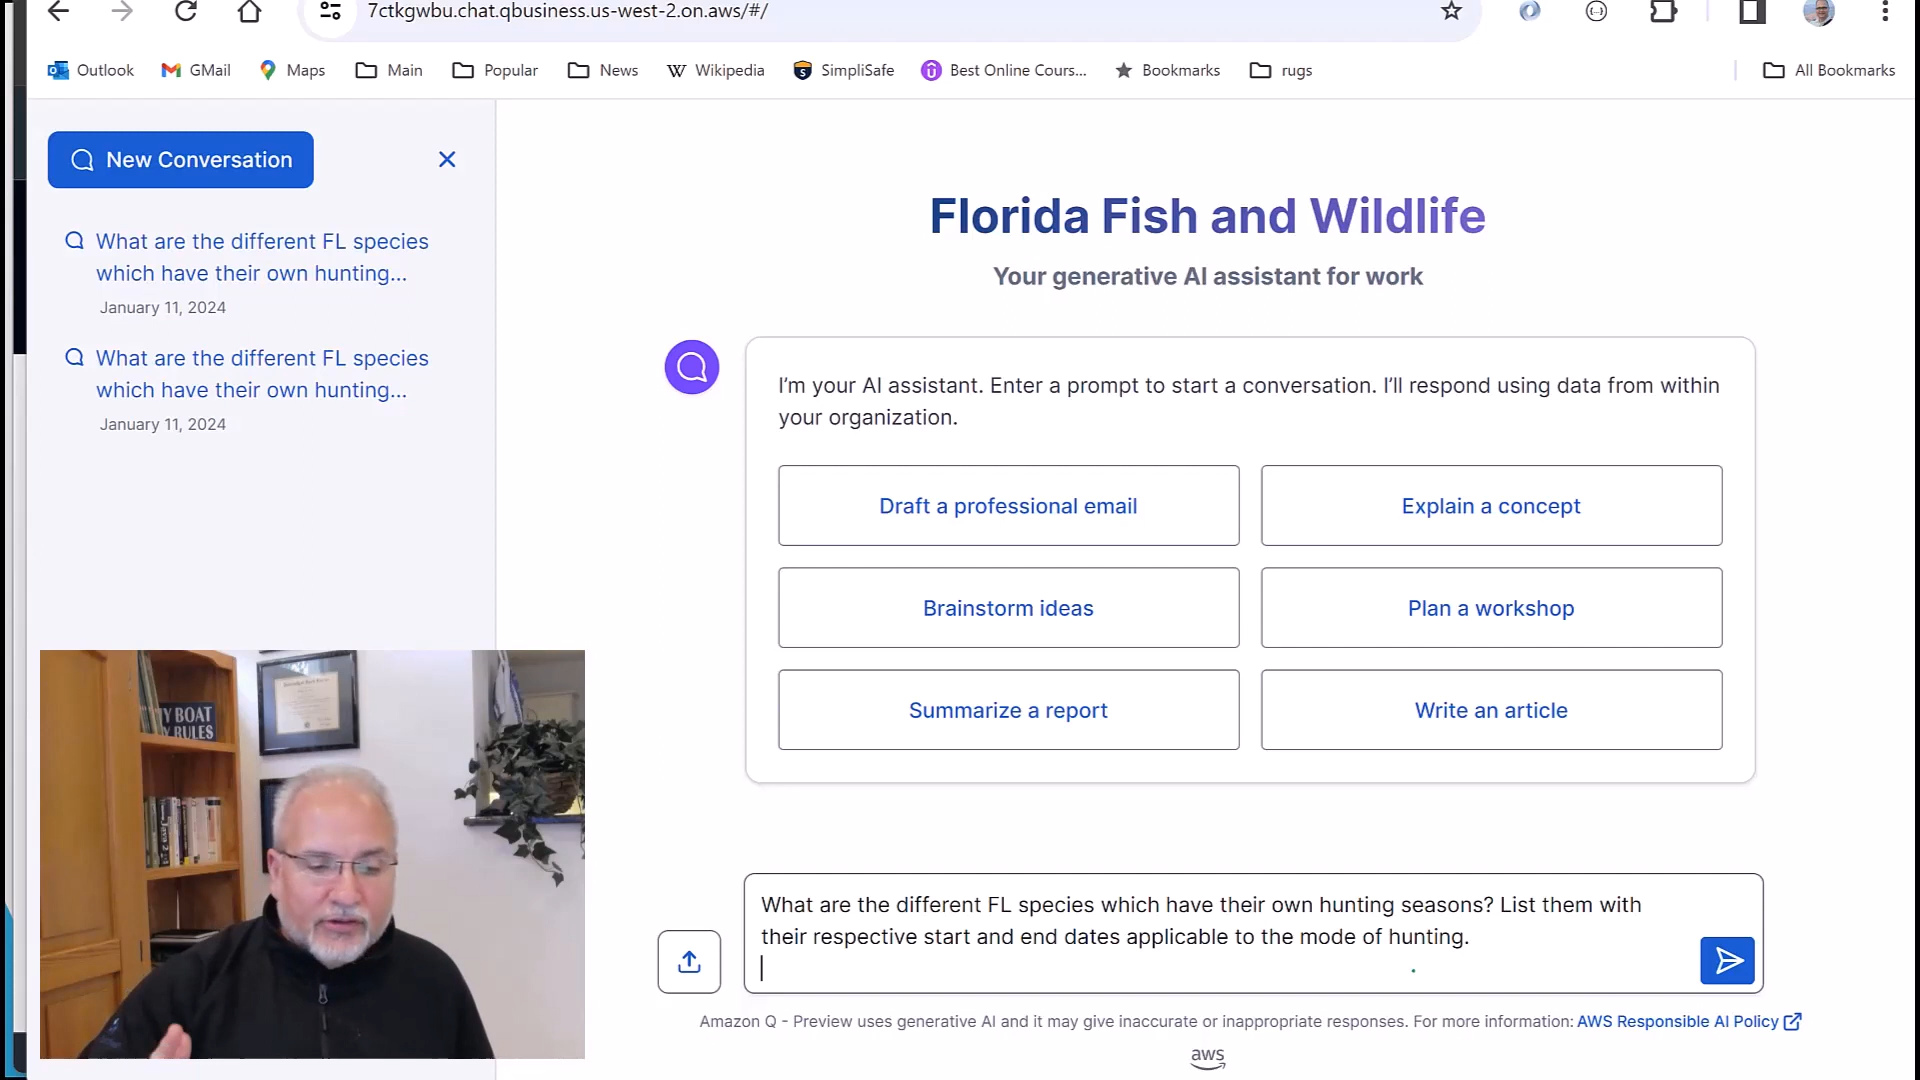 7ctkgwbu.chat.qbusiness.us-west-2.on.aws/#/
Outlook
GMail
Maps
Main
Popular
News
Wikipedia
SimpliSafe
Best Online Cours...
Bookmarks
rugs
All Bookmarks
New Conversation
What are the different FL species
which have their own hunting...
January 11, 2024
What are the different FL species
which have their own hunting...
January 11, 2024
Florida Fish and Wildlife
Your generative AI assistant for work
I'm your AI assistant. Enter a prompt to start a conversation. I'll respond using data from within
your organization.
Draft a professional email
Explain a concept
Brainstorm ideas
Plan a workshop
Summarize a report
Write an article
BOAT
RULES
What are the different FL species which have their own hunting seasons? List them with
their respective start and end dates applicable to the mode of hunting.
Amazon Q - Preview uses generative AI and it may give inaccurate or inappropriate responses. For more information: AWS Responsible AI Policy
aws